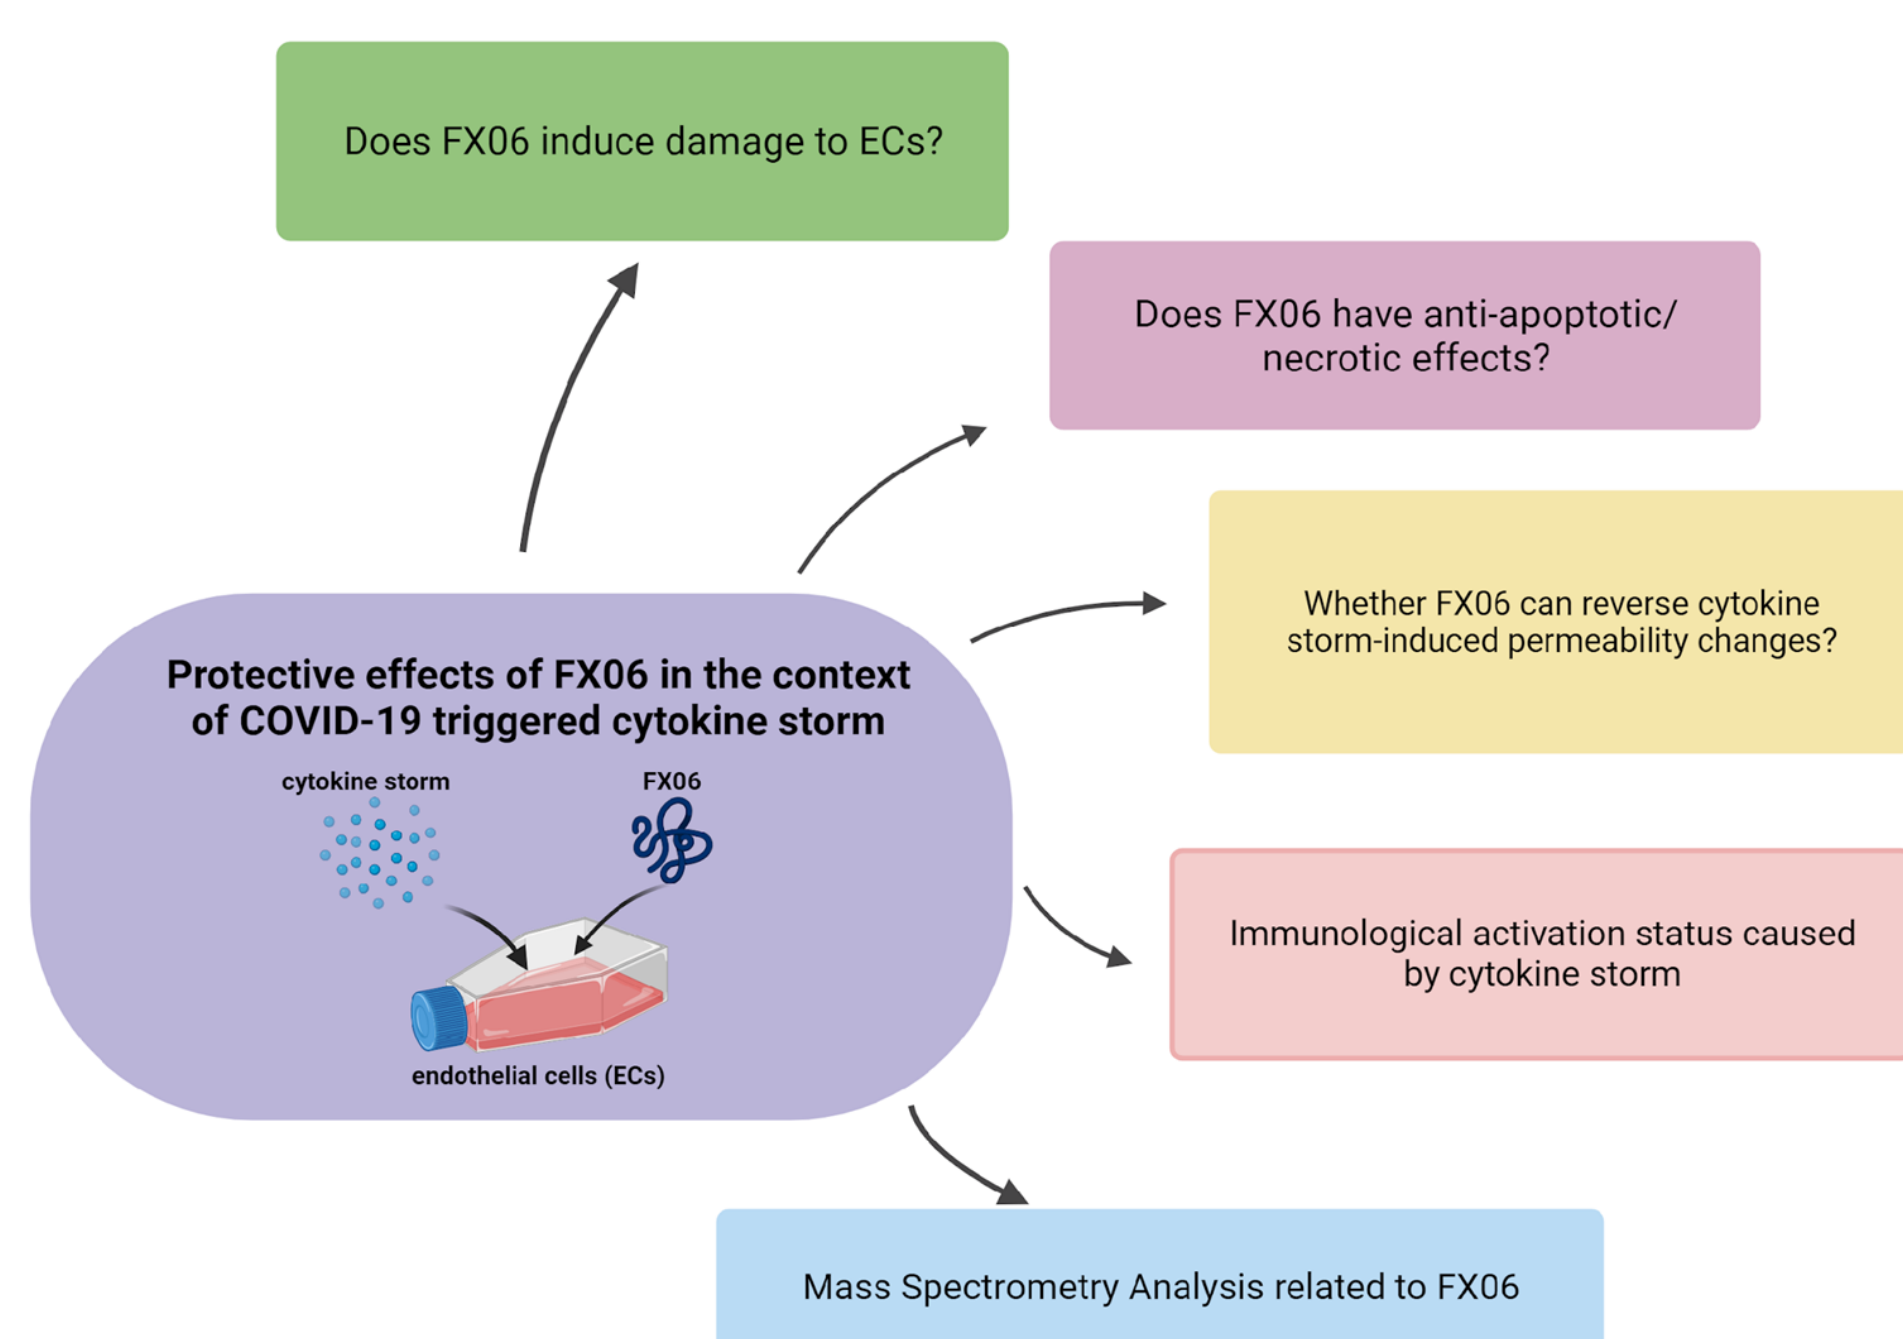 Does FX06 induce damage to ECs?
Does FX06 have anti-apoptotic/
necrotic effects?
Whether FX06 can reverse cytokine
storm-induced permeability changes?
Protective effects of FX06 in the context
of COVID-19 triggered cytokine storm
cytokine storm
FX06
endothelial cells (ECs)
Immunological activation status caused
by cytokine storm
Mass Spectrometry Analysis related to FX06